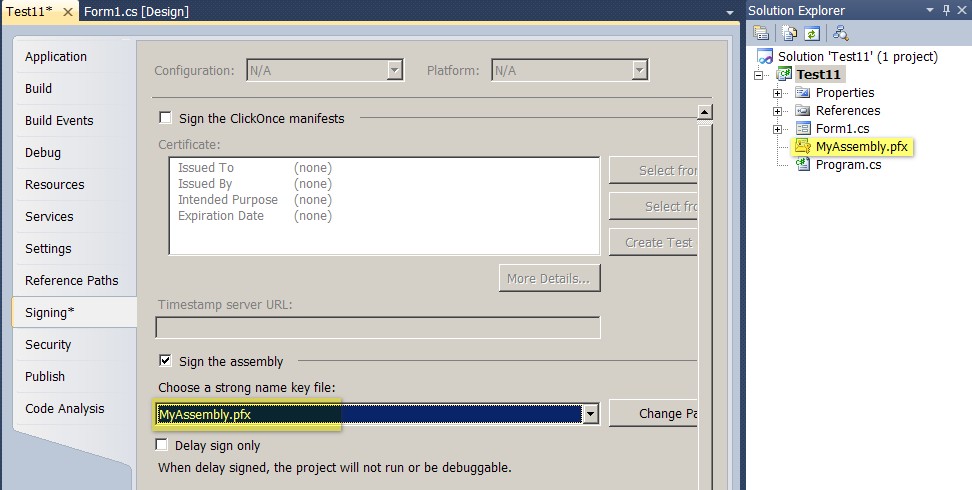 Test11* × Form1.cs [Design]
Application
Build
Build Events
Debug
Resources
Services
Settings
Reference Paths
Signing*
Security
Publish
Code Analysis
Configuration: N/A Platform: N/A
Sign the ClickOnce manifests
Certificate:
Issued To (none)
Issued By (none)
Intended Purpose (none)
Expiration Date (none)
Select from
Select fro
Create Test
More Details...
Timestamp server URL:
Sign the assembly
Choose a strong name key file:
MyAssembly.pfx
Change Pa
Delay sign only
When delay signed, the project will not run or be debuggable.
Solution Explorer
Solution 'Test11' (1 project)
Test11
Properties
References
Form1.cs
MyAssembly.pfx
Program.cs